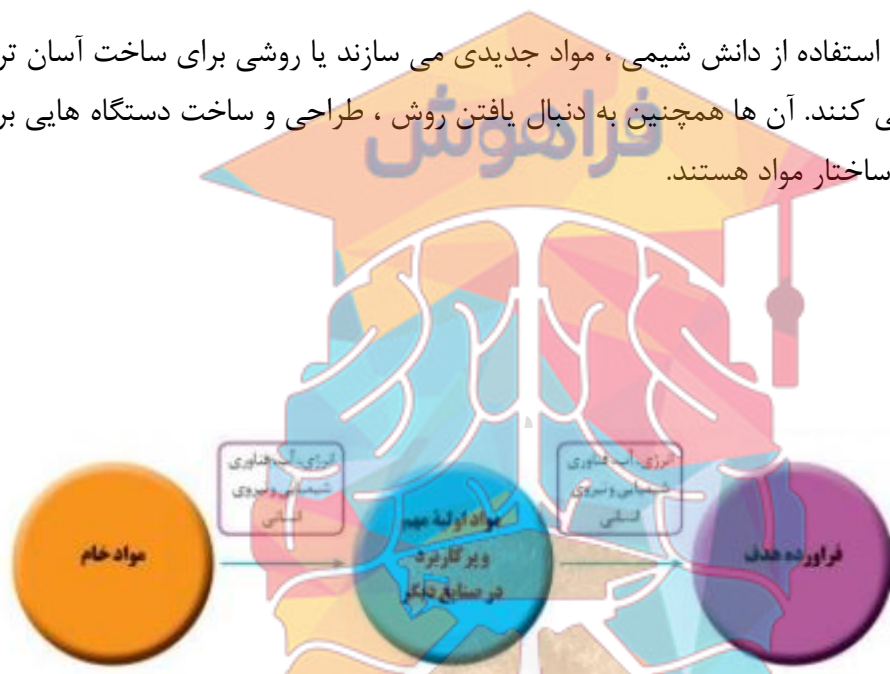 استفاده از دانش شیمی ، مواد جدیدی می سازند یا روشی برای ساخت آسان تر
ی کنند. آن ها همچنین به دنبال یافتن روش ، طراحی و ساخت دستگاه هایی بر
ساختار مواد هستند.
فراهوش
انرژی، آب، فناوری
شیمیایی و نیروی
انسانی
انرژی، آب، فناوری
شیمیایی و نیروی
انسانی
مواد خام
مواد اولیهٔ مهم
و پر کاربرد
در صنایع دیگر
فراورده هدف